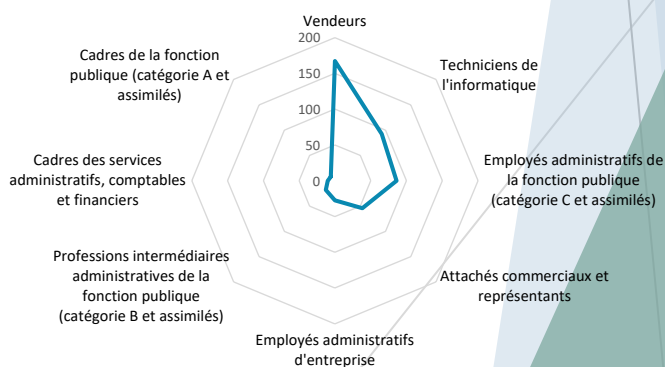 Vendeurs
200
150
100
50
0
Techniciens de
l'informatique
Employés administratifs de
la fonction publique
(catégorie C et assimilés)
Attachés commerciaux et
représentants
Employés administratifs
d'entreprise
Professions intermédiaires
administratives de la
fonction publique
(catégorie B et assimilés)
Cadres des services
administratifs, comptables
et financiers
Cadres de la fonction
publique (catégorie A et
assimilés)